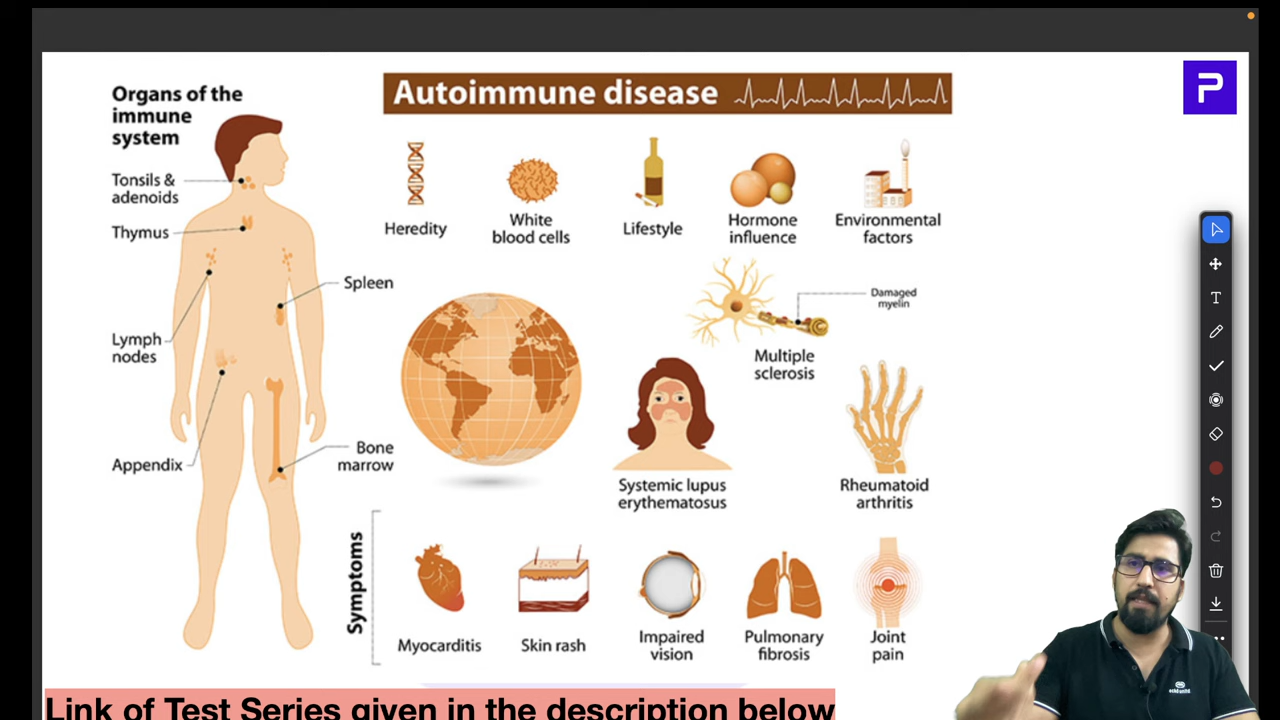 Organs of the
immune
system
Autoimmune disease
P
Tonsils &
adenoids
Thymus
Lymph
nodes
Appendix
Spleen
Bone
marrow
Heredity
White
blood cells
Lifestyle
Hormone
influence
Environmental
factors
Damaged
myelin
Multiple
sclerosis
Systemic lupus
erythematosus
Rheumatoid
arthritis
Symptoms
Myocarditis
Skin rash
Impaired
vision
Pulmonary
fibrosis
Joint
pain
T
Link of Test Series given in the description below